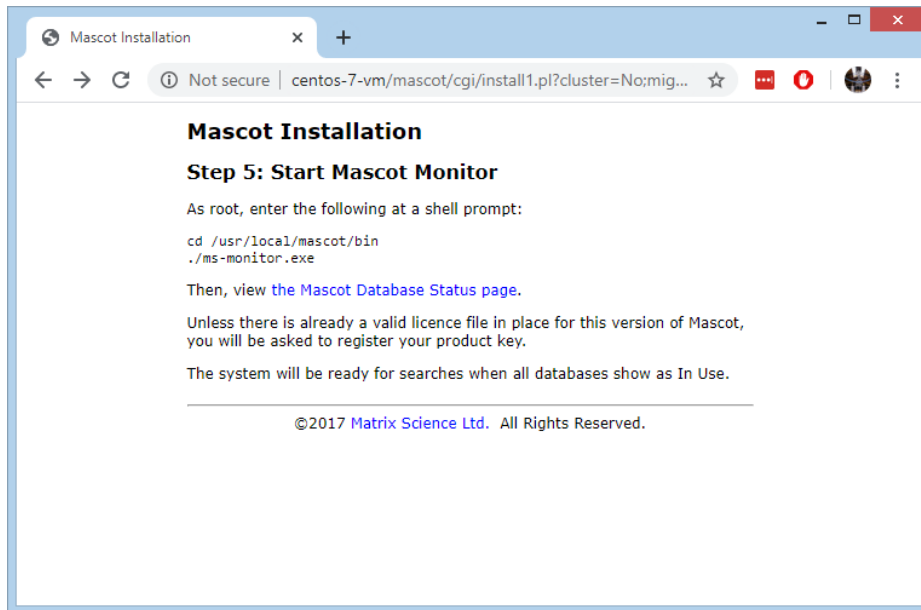 Mascot Installation
Not secure | centos-7-vm/mascot/cgi/install1.pl?cluster=No;mig...
Mascot Installation
Step 5: Start Mascot Monitor
As root, enter the following at a shell prompt:
cd /usr/local/mascot/bin
./ms-monitor.exe
Then, view the Mascot Database Status page.
Unless there is already a valid licence file in place for this version of Mascot,
you will be asked to register your product key.
The system will be ready for searches when all databases show as In Use.
©2017 Matrix Science Ltd. All Rights Reserved.